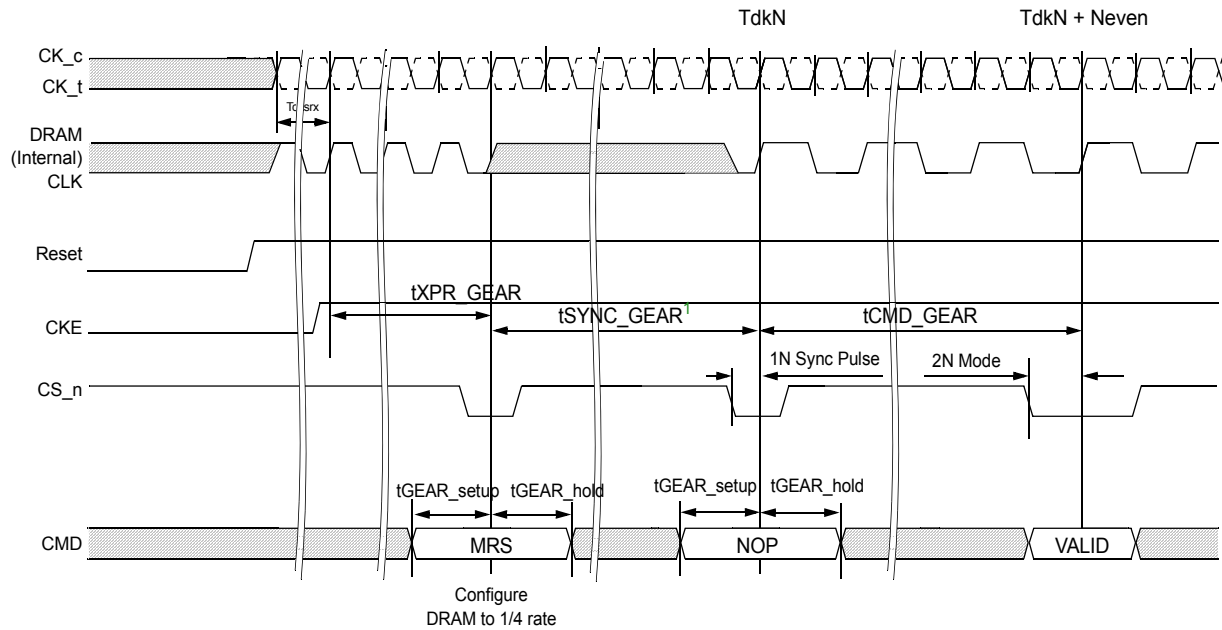 TdkN
TdkN + Neven
CK_c
CK_t
DRAM
(Internal)
CLK
Reset
tXPR_GEAR
CKE
tSYNC_GEAR1
tCMD_GEAR
1N Sync Pulse
2N Mode
CS_n
tGEAR_setup
tGEAR_hold
tGEAR_setup
tGEAR_hold
CMD
MRS
NOP
VALID
Configure
DRAM to 1/4 rate